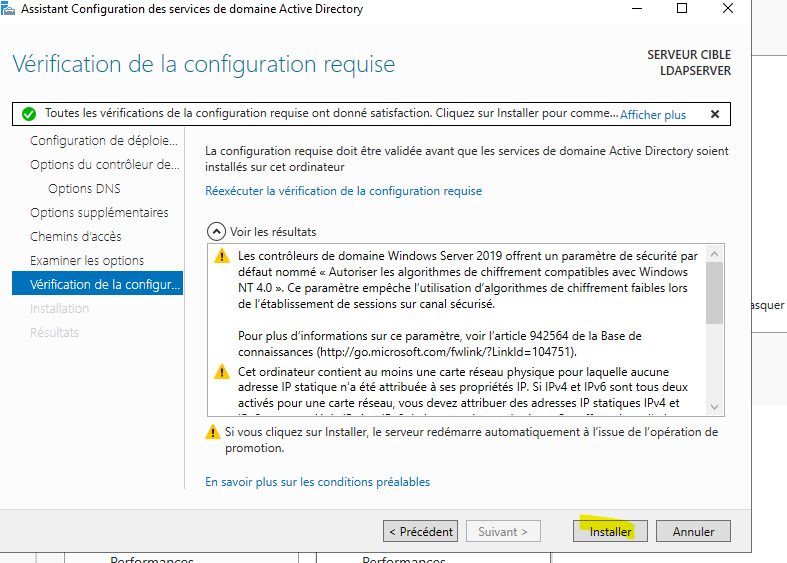 Assistant Configuration des services de domaine Active Directory
Vérification de la configuration requise
SERVEUR CIBLE
LDAPSERVER
Toutes les vérifications de la configuration requise ont donné satisfaction. Cliquez sur Installer pour comme... Afficher plus
Configuration de déploie...
Options du contrôleur de...
Options DNS
Options supplémentaires
Chemins d'accès
Examiner les options
Vérification de la configur...
Installation
Résultats
La configuration requise doit être validée avant que les services de domaine Active Directory soient
installés sur cet ordinateur
Réexécuter la vérification de la configuration requise
Voir les résultats
Les contrôleurs de domaine Windows Server 2019 offrent un paramètre de sécurité par
défaut nommé « Autoriser les algorithmes de chiffrement compatibles avec Windows
NT 4.0 ». Ce paramètre empêche l'utilisation d'algorithmes de chiffrement faibles lors
de l'établissement de sessions sur canal sécurisé.
Pour plus d'informations sur ce paramètre, voir l'article 942564 de la Base de
connaissances (http://go.microsoft.com/fwlink/?LinkId=104751).
Cet ordinateur contient au moins une carte réseau physique pour laquelle aucune
adresse IP statique n'a été attribuée à ses propriétés IP. Si IPv4 et IPv6 sont tous deux
activés pour une carte réseau, vous devez attribuer des adresses IP statiques IPv4 et
Si vous cliquez sur Installer, le serveur redémarre automatiquement à l'issue de l'opération de
promotion.
En savoir plus sur les conditions préalables
< Précédent
Suivant >
Installer
Annuler
asquer
Performances
Performances